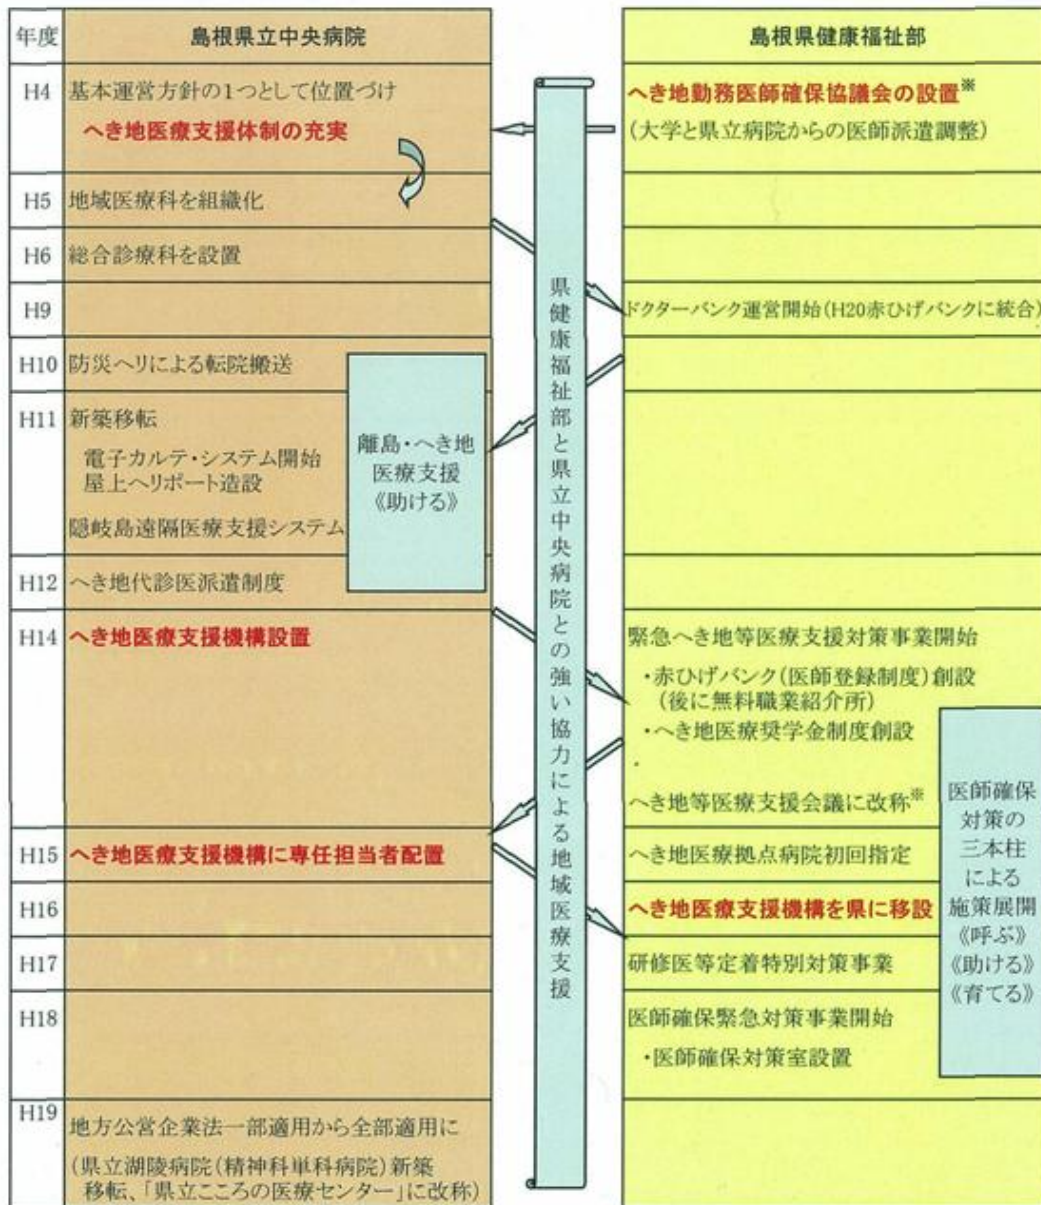 年度
島根県立中央病院
島根県健康福祉部
H4
基本運営方針の1つとして位置づけ
へき地医療支援体制の充実
へき地勤務医師確保協議会の設置※
(大学と県立病院からの医師派遣調整)
H5
地域医療科を組織化
H6
総合診療科を設置
H9
ドクターバンク運営開始(H20赤ひげバンクに統合)
H10
防災ヘリによる転院搬送
H11
新築移転
電子カルテ・システム開始
屋上ヘリポート造設
隠岐島遠隔医療支援システム
離島・へき地
医療支援
《助ける》
H12
へき地代診医派遣制度
県健康福祉部と県立中央病院との強い協力による地域医療支援
H14
へき地医療支援機構設置
緊急へき地等医療支援対策事業開始
・赤ひげバンク(医師登録制度)創設
(後に無料職業紹介所)
・へき地医療奨学金制度創設
へき地等医療支援会議に改称※
H15
へき地医療支援機構に専任担当者配置
へき地医療拠点病院初回指定
H16
へき地医療支援機構を県に移設
H17
研修医等定着特別対策事業
H18
医師確保緊急対策事業開始
・医師確保対策室設置
医師確保
対策の
三本柱
による
施策展開
《呼ぶ》
《助ける》
《育てる》
H19
地方公営企業法一部適用から全部適用に
(県立湖陵病院(精神科単科病院)新築
移転、「県立こころの医療センター」に改称)